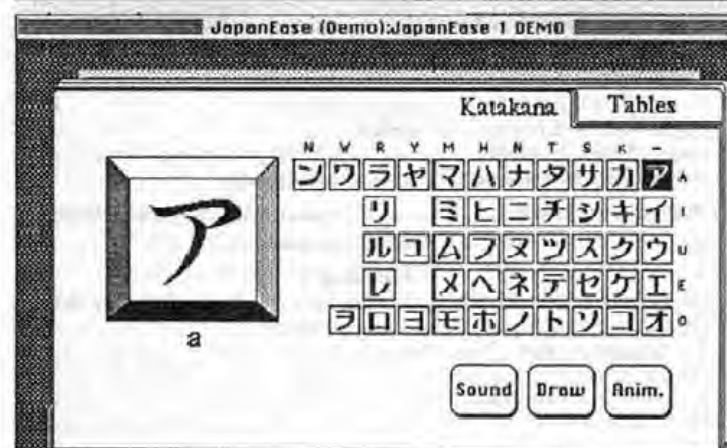 JapanEase (Demo):JapanEase 1 DEMO
Katakana Tables
N W R Y M H N T S K -
ンワラヤマハナタサカア A
リ ミヒニチシキイ I
ルユムフヌツスクウ U
レ メヘネテセケエ E
ヲロヨモホノトソコオ O
ア
a
Sound Draw Anim.